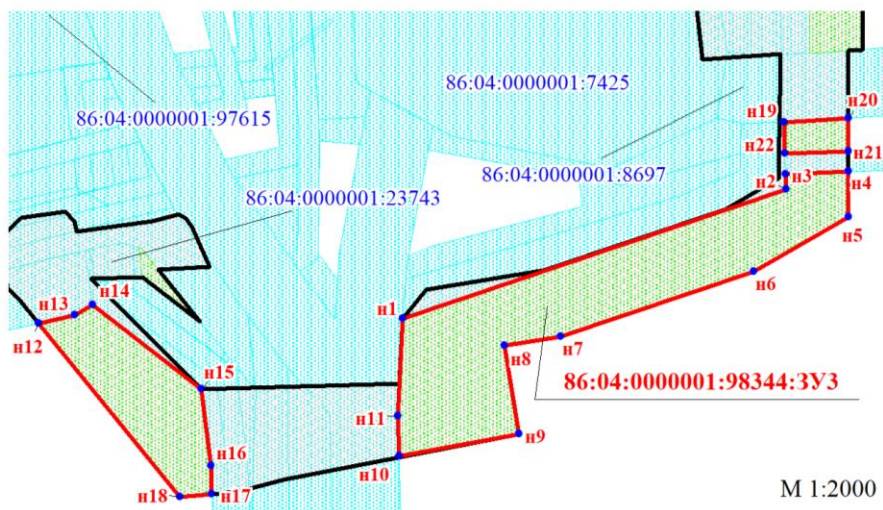 86:04:0000001:7425
н20
н19
86:04:0000001:97615
н21
н22
н3
н4
86:04:0000001:8697
н2
86:04:0000001:23743
н5
н6
н14
н13
н1
н12
н7
н8
н15
86:04:0000001:98344:ЗУ3
н11
н9
н16
н10
н18
н17
М 1:2000